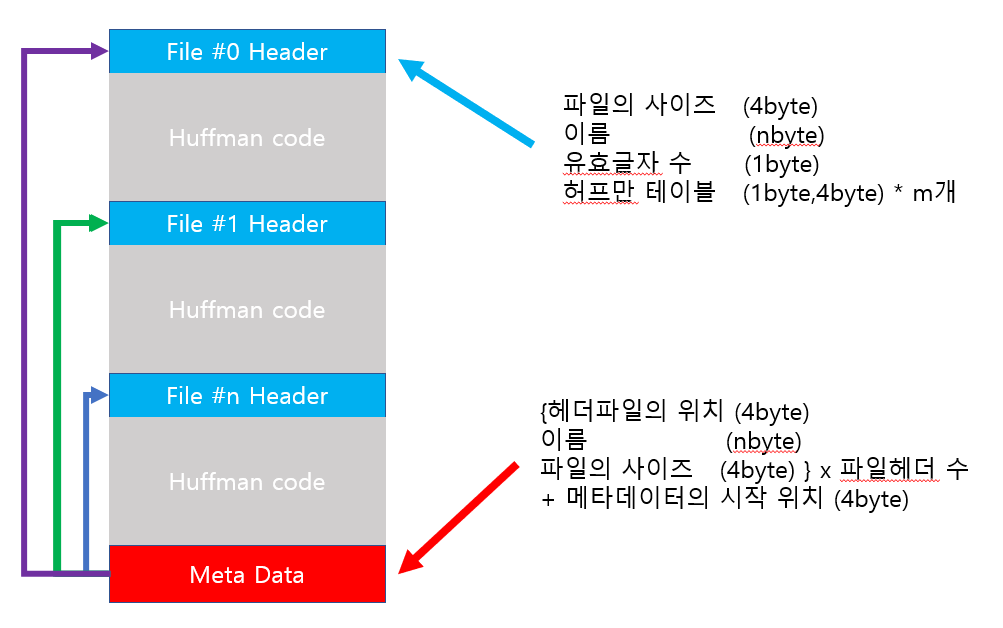 File #0 Header
Huffman code
File #1 Header
Huffman code
File #n Header
Huffman code
Meta Data
파일의 사이즈 (4byte)
이름 (nbyte)
유효글자 수 (1byte)
허프만 테이블 (1byte,4byte) * m개
{헤더파일의 위치 (4byte)
이름 (nbyte)
파일의 사이즈 (4byte) } x 파일헤더 수
+ 메타데이터의 시작 위치 (4byte)